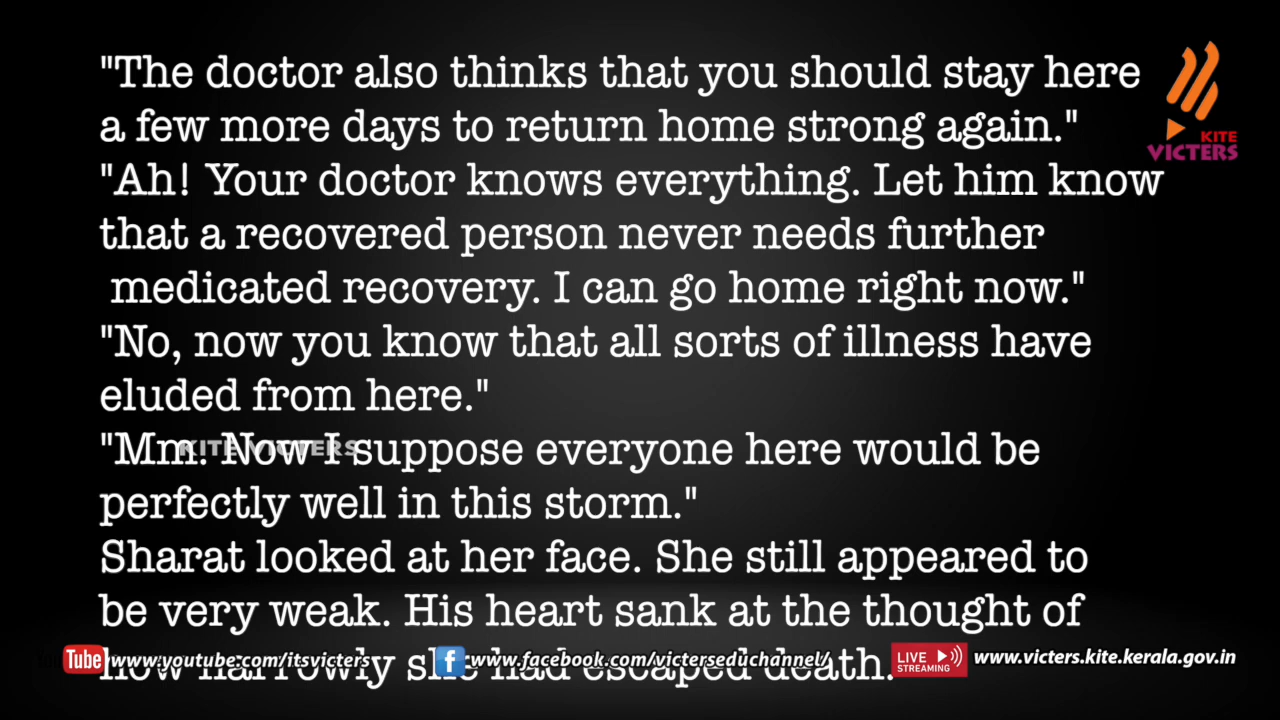 "The doctor also thinks that you should stay here
a few more days to return home strong again."
"Ah! Your doctor knows everything. Let him know
that a recovered person never needs further
medicated recovery. I can go home right now."
"No, now you know that all sorts of illness have
eluded from here."
"Mm! Now I suppose everyone here would be
perfectly well in this storm."
Sharat looked at her face. She still appeared to
be very weak. His heart sank at the thought of
how narrowly she had escaped death.
KITE
VICTERS
KITE VICTERS
You Tube www.youtube.com/itsvicters
f www.facebook.com/victerseduchannel/
LIVE
STREAMING
www.victers.kite.kerala.gov.in